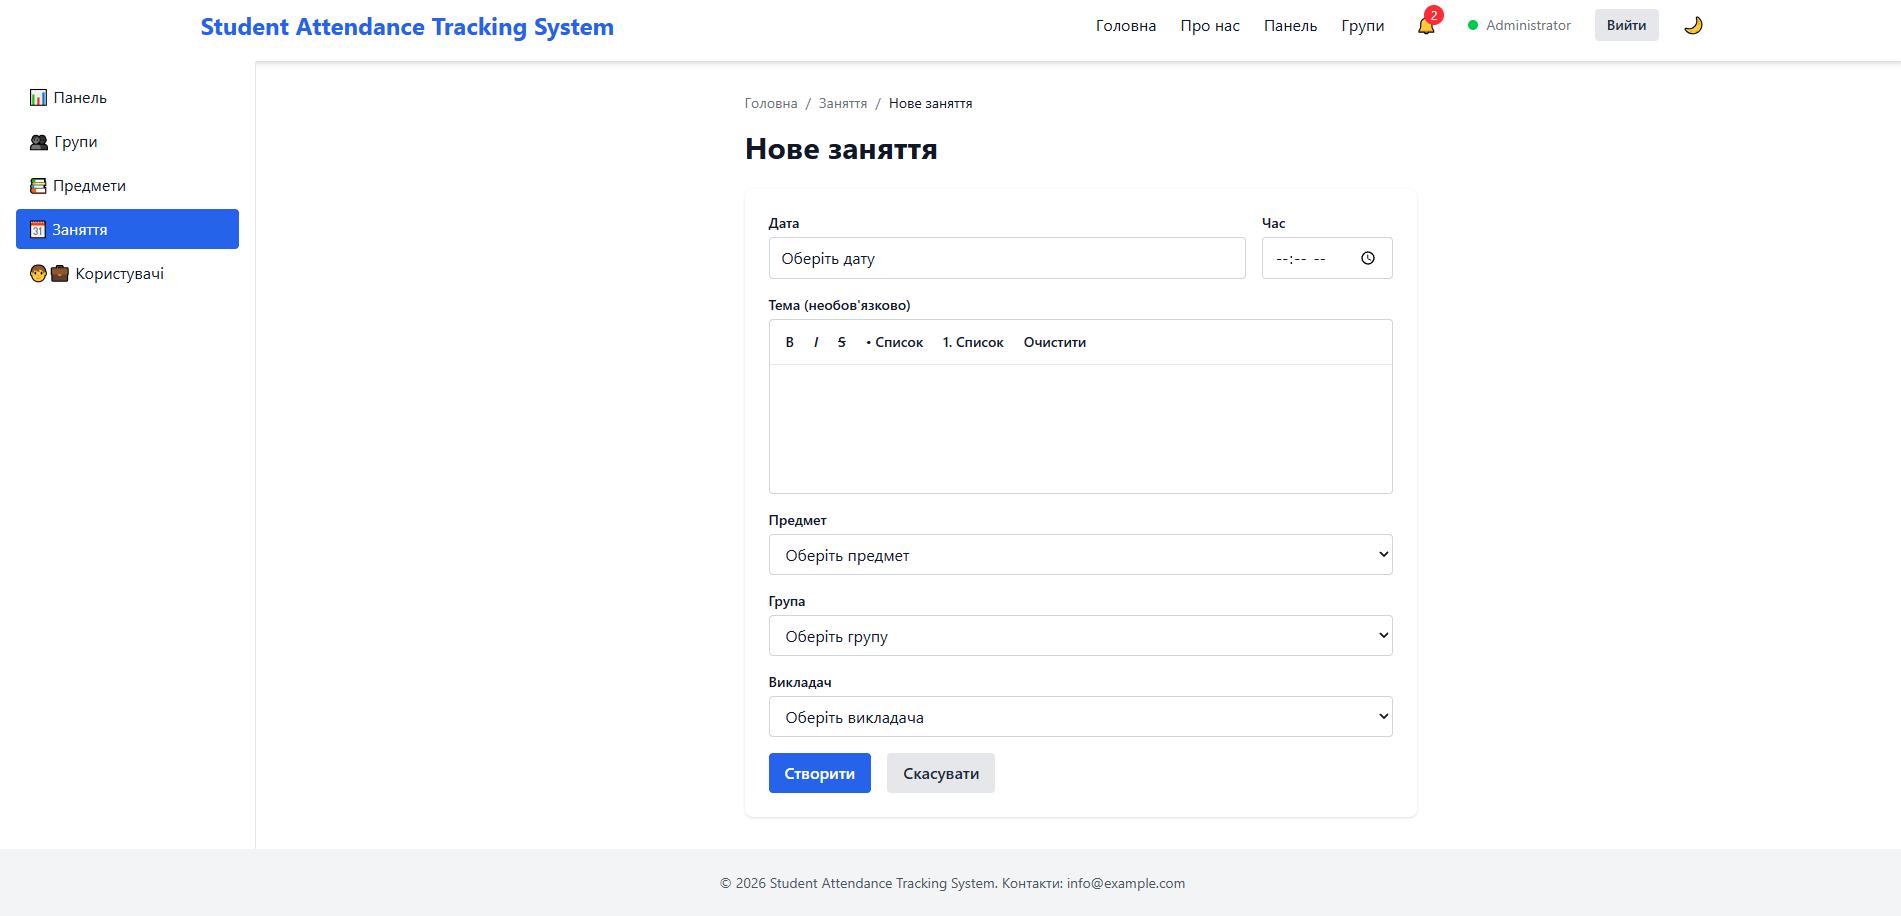 Student Attendance Tracking System
Головна Про нас Панель Групи 2 Administrator Вийти
Панель
Групи
Предмети
31 Заняття
Користувачі
Головна / Заняття / Нове заняття
Нове заняття
Дата Час
Оберіть дату --:-- --
Тема (необов'язково)
B I S • Список 1. Список Очистити
Предмет
Оберіть предмет
Група
Оберіть групу
Викладач
Оберіть викладача
Створити Скасувати
© 2026 Student Attendance Tracking System. Контакти: info@example.com